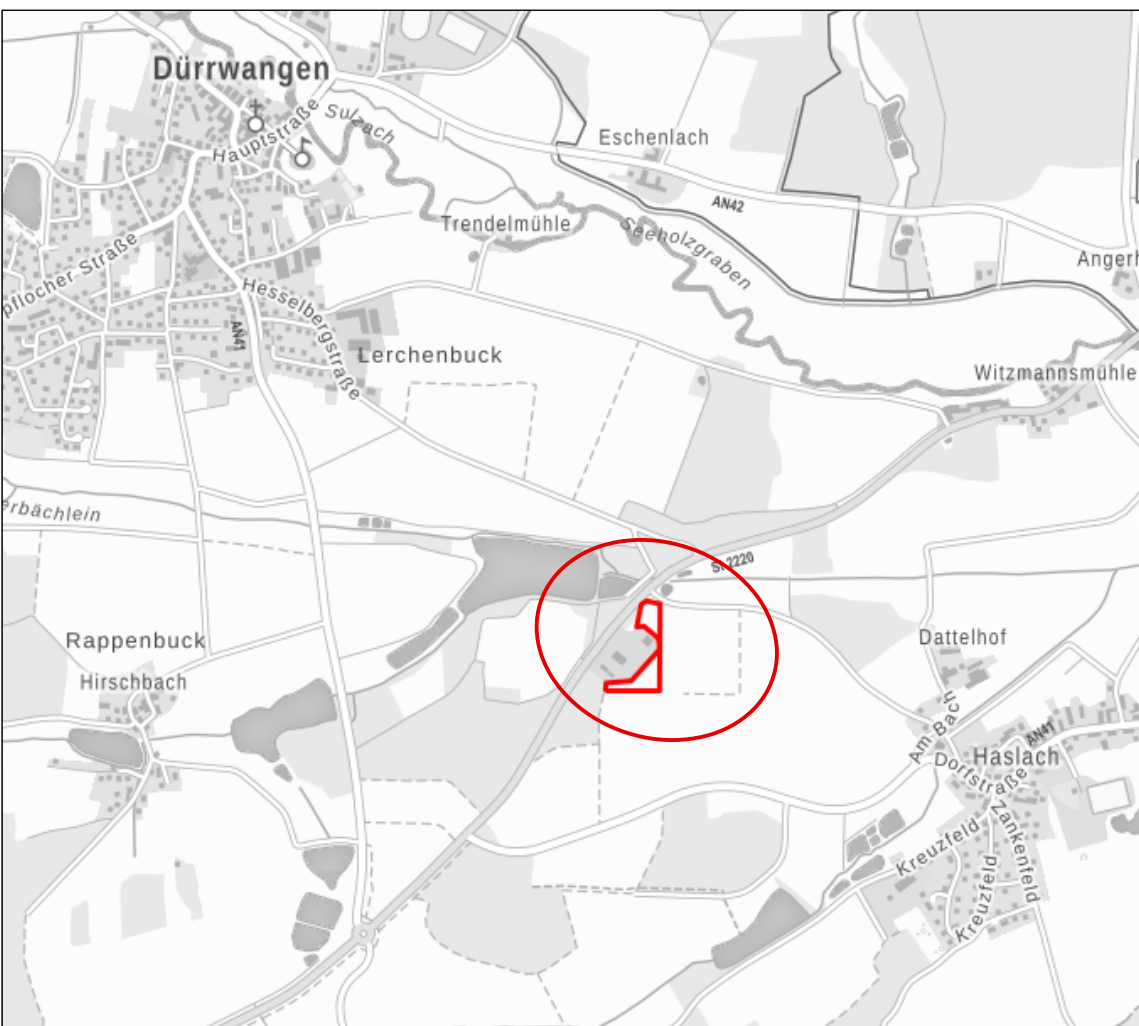 Dürrwangen
Sulzach
Hauptstraße
Eschenlach
AN42
Trendelmühle
Seeholzgraben
Angerh
pflocher Straße
Hesselbergstraße
AN41
Lerchenbuck
Witzmannsmühle
erbächlein
St 2220
Rappenbuck
Hirschbach
Dattelhof
Am Bach
AN41
Haslach
Dorfstraße
Zankenfeld
Kreuzfeld
Kreuzfeld